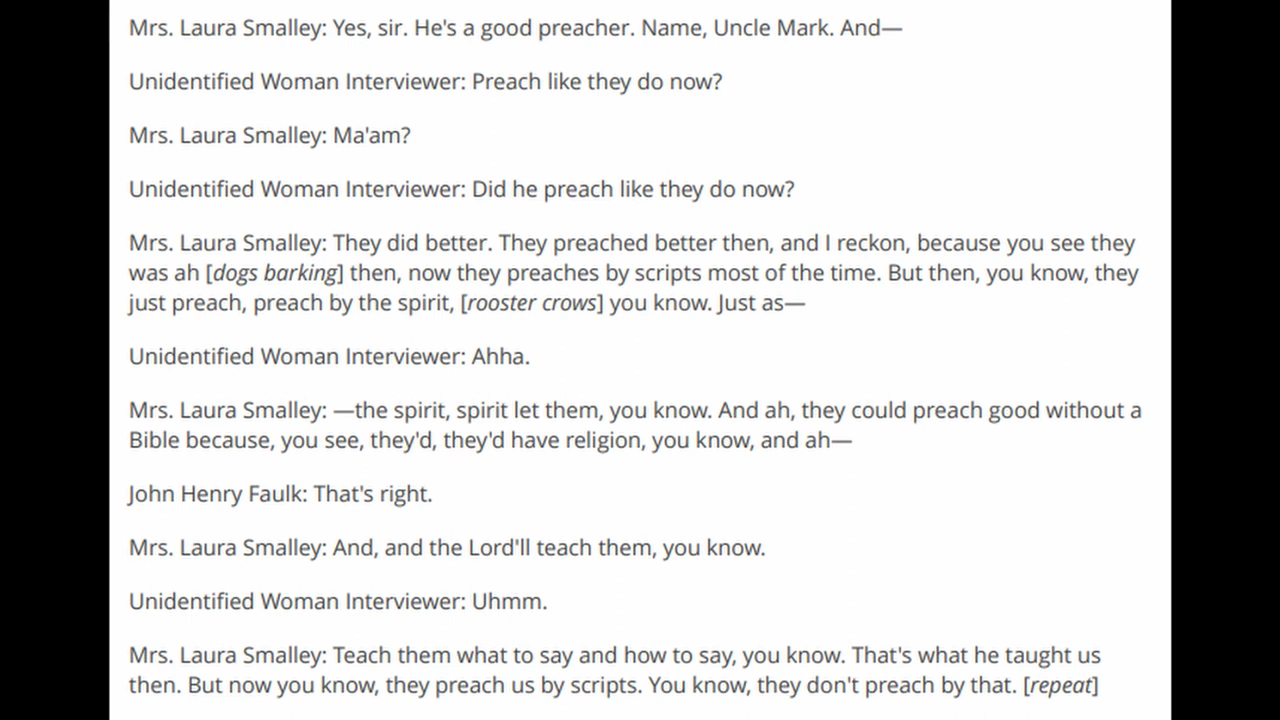 Mrs. Laura Smalley: Yes, sir. He's a good preacher. Name, Uncle Mark. And—
Unidentified Woman Interviewer: Preach like they do now?
Mrs. Laura Smalley: Ma'am?
Unidentified Woman Interviewer: Did he preach like they do now?
Mrs. Laura Smalley: They did better. They preached better then, and I reckon, because you see they
was ah [dogs barking] then, now they preaches by scripts most of the time. But then, you know, they
just preach, preach by the spirit, [rooster crows] you know. Just as—
Unidentified Woman Interviewer: Ahha.
Mrs. Laura Smalley: —the spirit, spirit let them, you know. And ah, they could preach good without a
Bible because, you see, they'd, they'd have religion, you know, and ah—
John Henry Faulk: That's right.
Mrs. Laura Smalley: And, and the Lord'll teach them, you know.
Unidentified Woman Interviewer: Uhmm.
Mrs. Laura Smalley: Teach them what to say and how to say, you know. That's what he taught us
then. But now you know, they preach us by scripts. You know, they don't preach by that. [repeat]